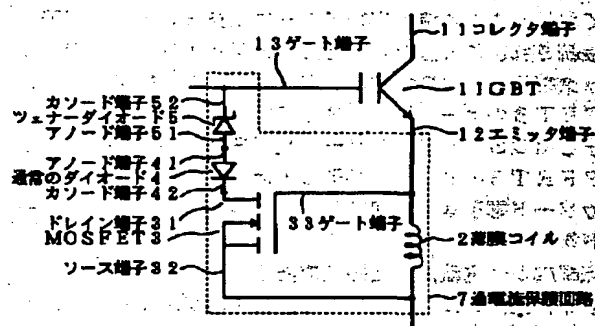 11コレクタ端子
13ゲート端子
1IGBT
カソード端子52
ツェナーダイオード5
アノード端子51
12エミッタ端子
アノード端子41
通常のダイオード4
カソード端子42
33ゲート端子
ドレイン端子31
MOSFET3
2薄膜コイル
ソース端子32
7過電流保護回路